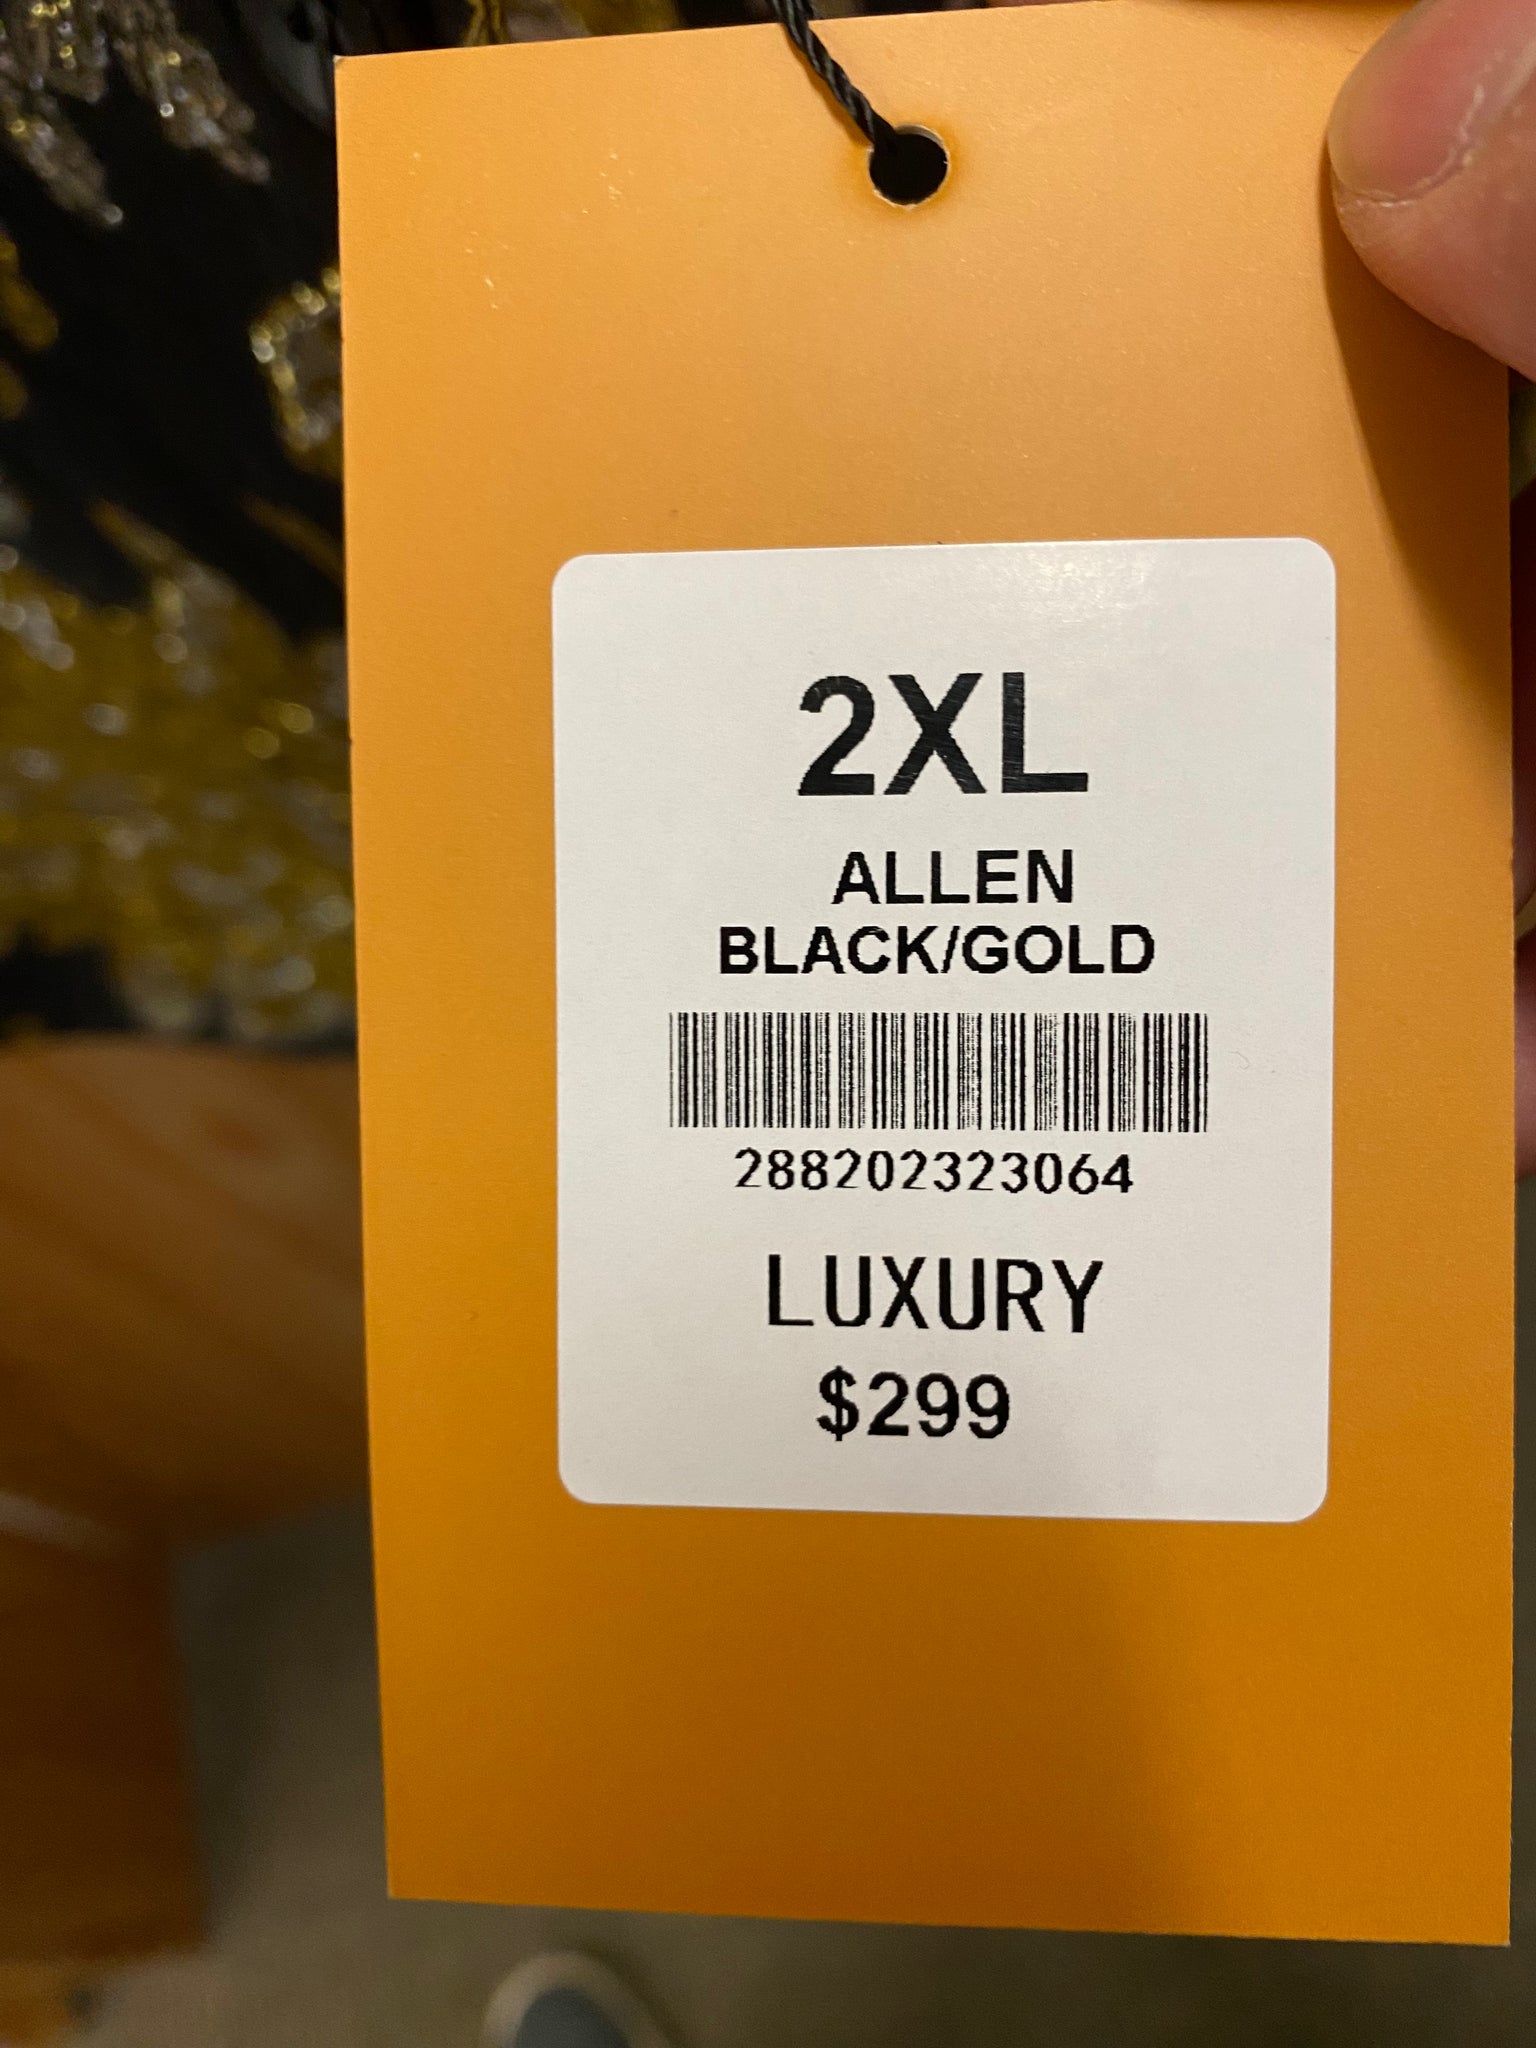 2XL
ALLEN
BLACK/GOLD
288202323064
LUXURY
$299